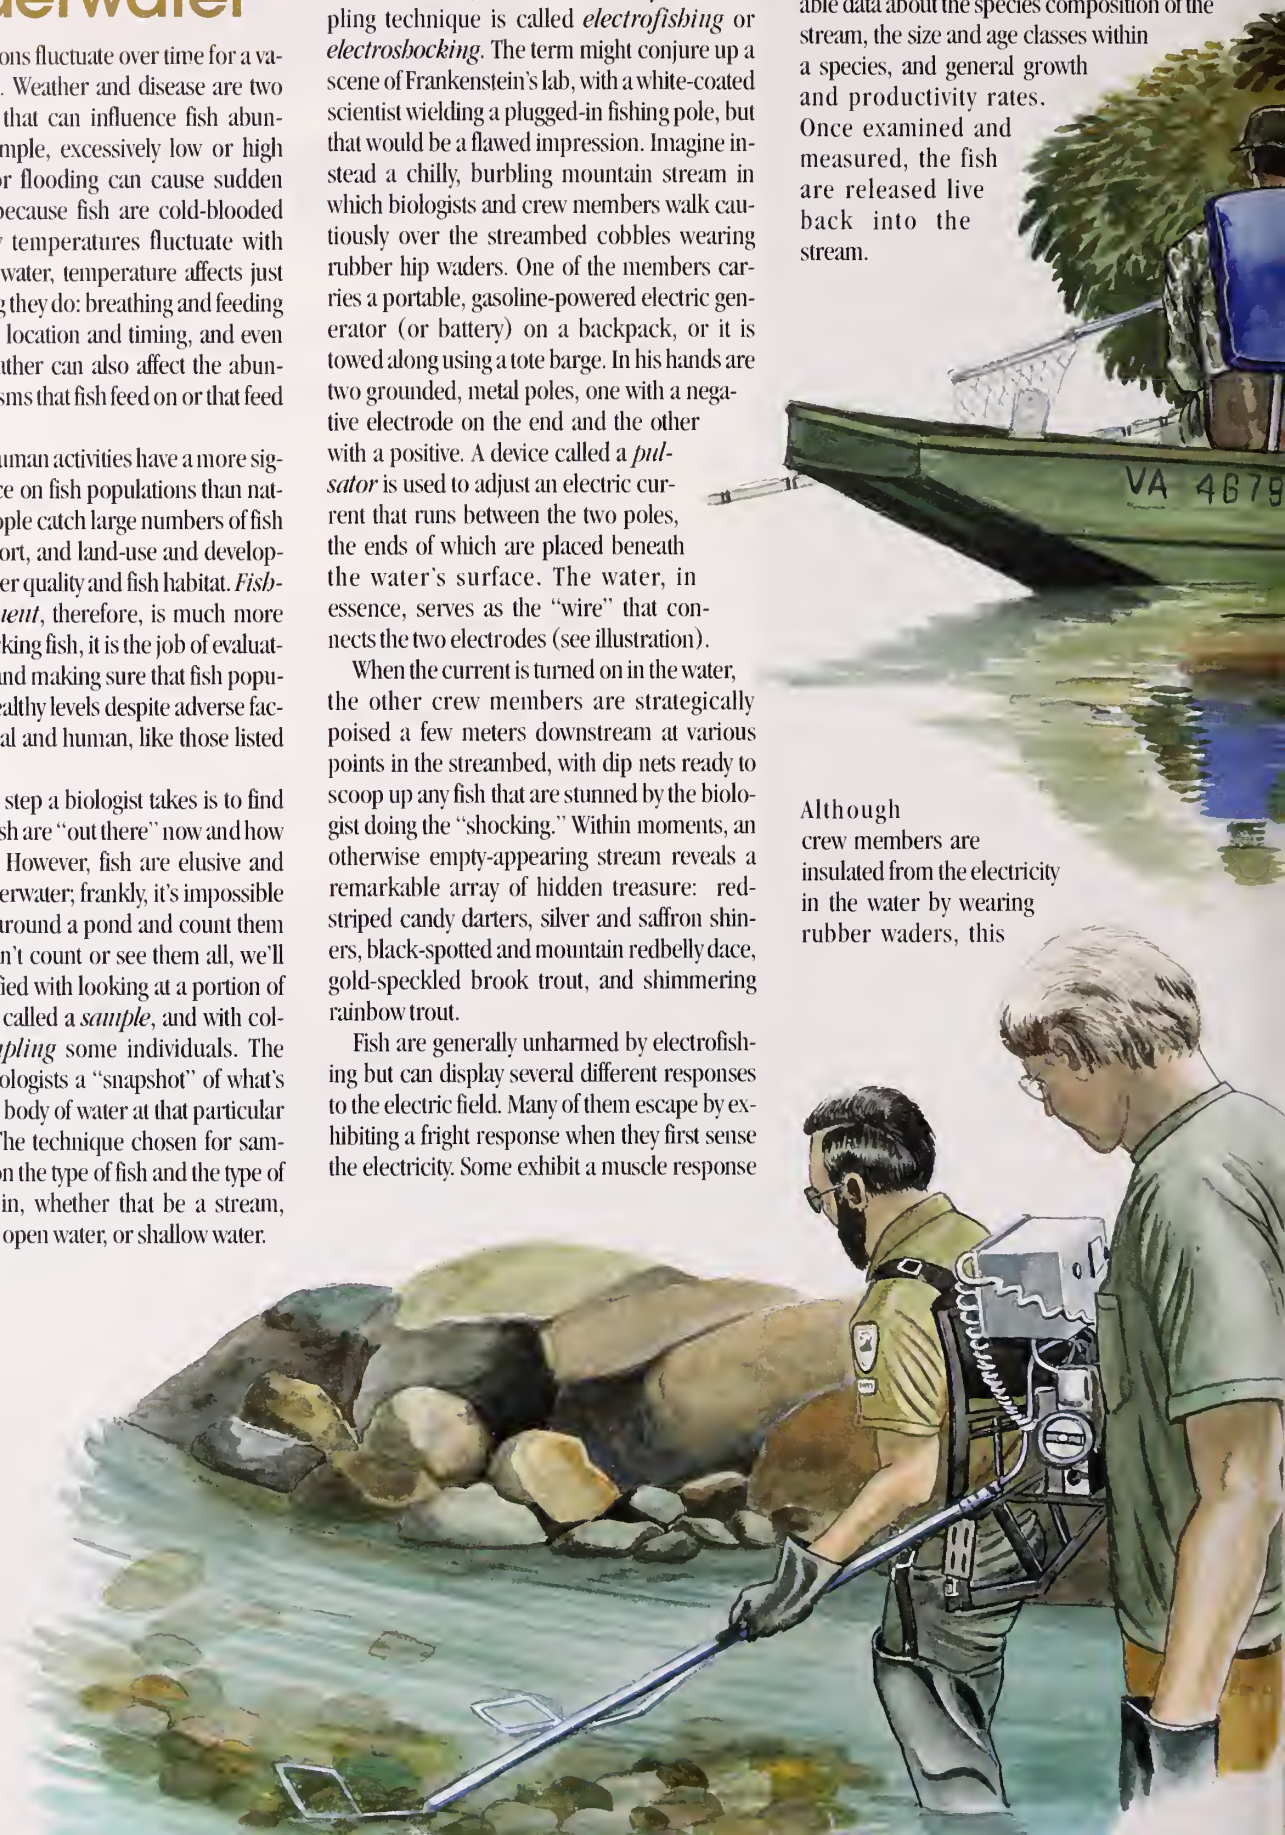 derwater
ons fluctuate over time for a va-
. Weather and disease are two
that can influence fish abun-
mple, excessively low or high
or flooding can cause sudden
because fish are cold-blooded
y temperatures fluctuate with
water, temperature affects just
g they do: breathing and feeding
location and timing, and even
ather can also affect the abun-
sms that fish feed on or that feed
uman activities have a more sig-
ce on fish populations than nat-
ople catch large numbers of fish
ort, and land-use and develop-
er quality and fish habitat. Fish-
ment, therefore, is much more
king fish, it is the job of evaluat-
nd making sure that fish popu-
ealthy levels despite adverse fac-
al and human, like those listed
step a biologist takes is to find
sh are “out there” now and how
However, fish are elusive and
erwater; frankly, it's impossible
around a pond and count them
n't count or see them all, we'll
fied with looking at a portion of
called a sample, and with col-
mpling some individuals. The
ologists a “snapshot” of what's
body of water at that particular
The technique chosen for sam-
on the type of fish and the type of
in, whether that be a stream,
open water, or shallow water.
pling technique is called electrofishing or
electroshocking. The term might conjure up a
scene of Frankenstein's lab, with a white-coated
scientist wielding a plugged-in fishing pole, but
that would be a flawed impression. Imagine in-
stead a chilly, burbling mountain stream in
which biologists and crew members walk cau-
tiously over the streambed cobbles wearing
rubber hip waders. One of the members car-
ries a portable, gasoline-powered electric gen-
erator (or battery) on a backpack, or it is
towed along using a tote barge. In his hands are
two grounded, metal poles, one with a nega-
tive electrode on the end and the other
with a positive. A device called a pul-
sator is used to adjust an electric cur-
rent that runs between the two poles,
the ends of which are placed beneath
the water's surface. The water, in
essence, serves as the “wire” that con-
nects the two electrodes (see illustration).
When the current is turned on in the water,
the other crew members are strategically
poised a few meters downstream at various
points in the streambed, with dip nets ready to
scoop up any fish that are stunned by the biolo-
gist doing the “shocking.” Within moments, an
otherwise empty-appearing stream reveals a
remarkable array of hidden treasure: red-
striped candy darters, silver and saffron shin-
ers, black-spotted and mountain redbelly dace,
gold-speckled brook trout, and shimmering
rainbow trout.
Fish are generally unharmed by electrofish-
ing but can display several different responses
to the electric field. Many of them escape by ex-
hibiting a fright response when they first sense
the electricity. Some exhibit a muscle response
able data about the species composition of the
stream, the size and age classes within
a species, and general growth
and productivity rates.
Once examined and
measured, the fish
are released live
back into the
stream.
VA 4679
Although
crew members are
insulated from the electricity
in the water by wearing
rubber waders, this